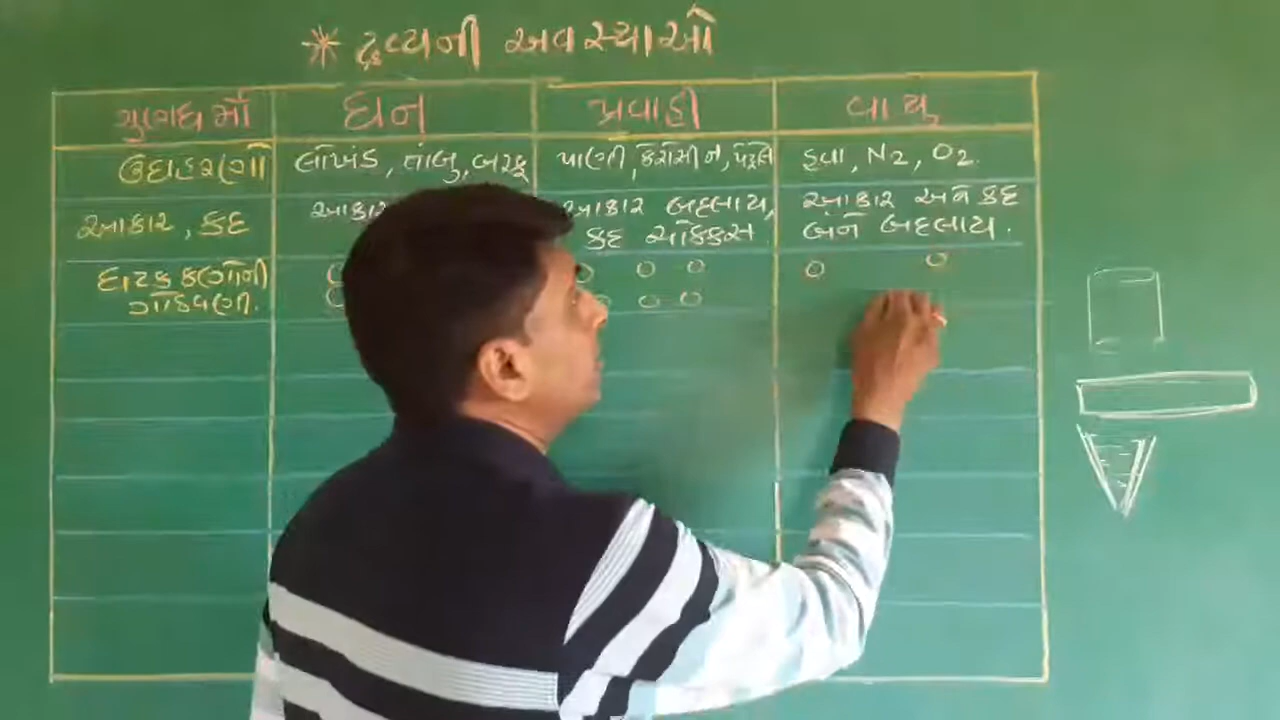 * દ્રવ્યની અવસ્થાઓ
ગુણધર્મો ઘન પ્રવાહી વાયુ
ઉદાહરણો લોખંડ, તાંબુ, બરફ પાણી, કેરોસીન, પેટ્રોલ હવા, N2, O2.
આકાર, કદ આકાર આકાર બદલાય, આકાર અને કદ
કદ ચોક્કસ બંને બદલાય.
ઘટક કણોની
ગોઠવણી.